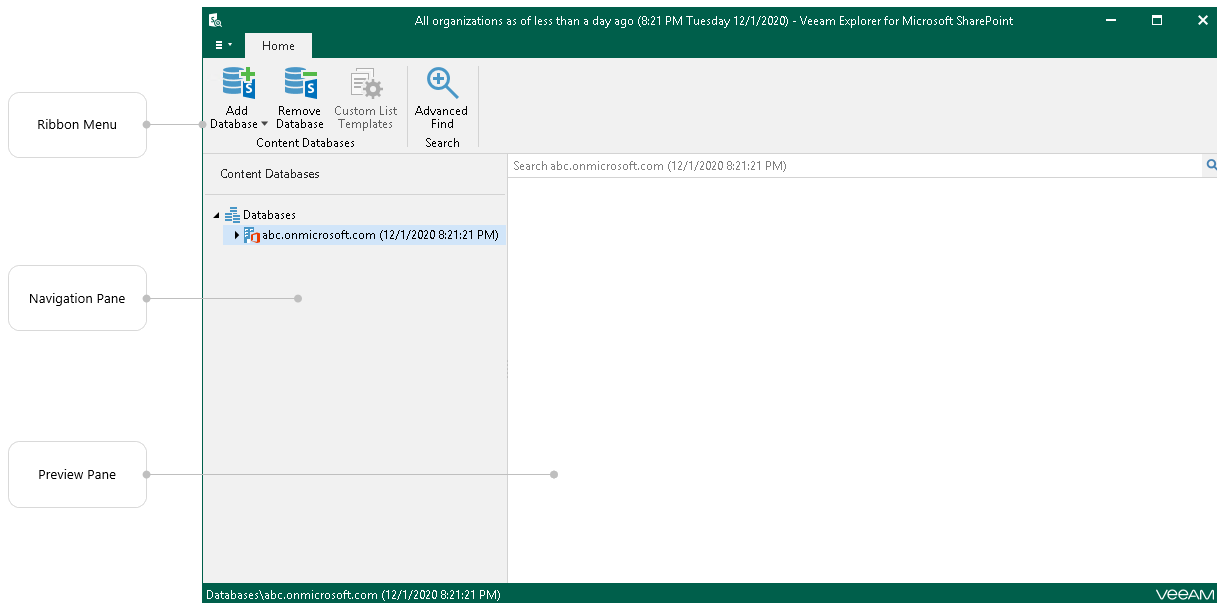 All organizations as of less than a day ago (8:21 PM Tuesday 12/1/2020) - Veeam Explorer for Microsoft SharePoint
Home
Add
Database
Remove
Database
Custom List
Templates
Advanced
Find
Content Databases
Search
Ribbon Menu
Content Databases
Search abc.onmicrosoft.com (12/1/2020 8:21:21 PM)
Databases
abc.onmicrosoft.com (12/1/2020 8:21:21 PM)
Navigation Pane
Preview Pane
Databases\abc.onmicrosoft.com (12/1/2020 8:21:21 PM)
VEEAM